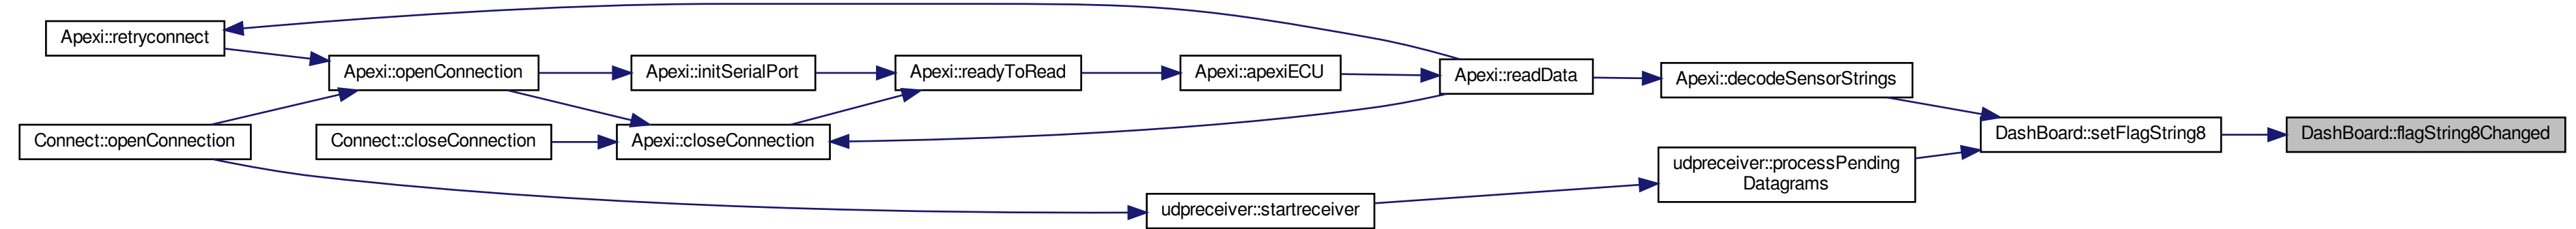 Apexi::retryconnect
Apexi::openConnection
Apexi::initSerialPort
Apexi::readyToRead
Apexi::apexiECU
Apexi::readData
Apexi::decodeSensorStrings
Connect::openConnection
Connect::closeConnection
Apexi::closeConnection
DashBoard::setFlagString8
DashBoard::flagString8Changed
udpreceiver::processPending
Datagrams
udpreceiver::startreceiver